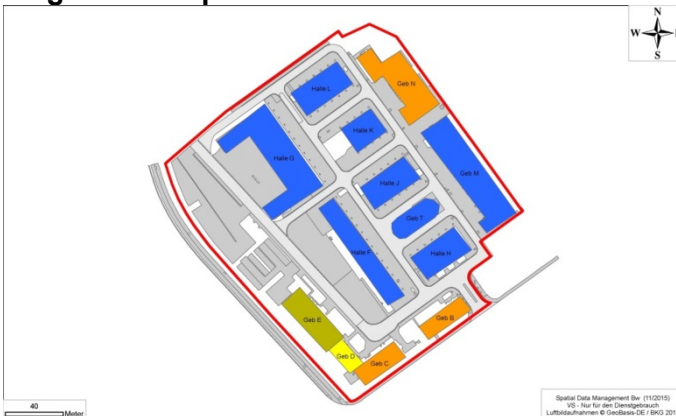 N
W
S
Geb N
Halle L
Halle K
Halle G
Geb M
Halle J
Geb T
Halle F
Halle H
Geb E
Geb B
Geb D
Geb C
40
Meter
Spatial Data Management Bw (11/2015)
VS - Nur für den Dienstgebrauch
Luftbildaufnahmen © GeoBasis-DE / BKG 201